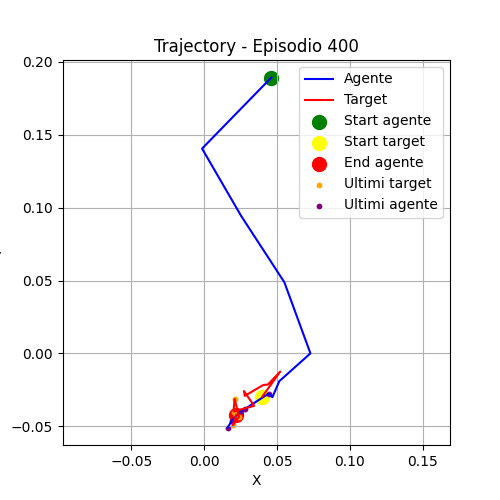 Trajectory - Episodio 400
Agente
Target
Start agente
Start target
End agente
Ultimi target
Ultimi agente
0.20
0.15
0.10
0.05
0.00
−0.05
−0.05
0.00
0.05
0.10
0.15
X